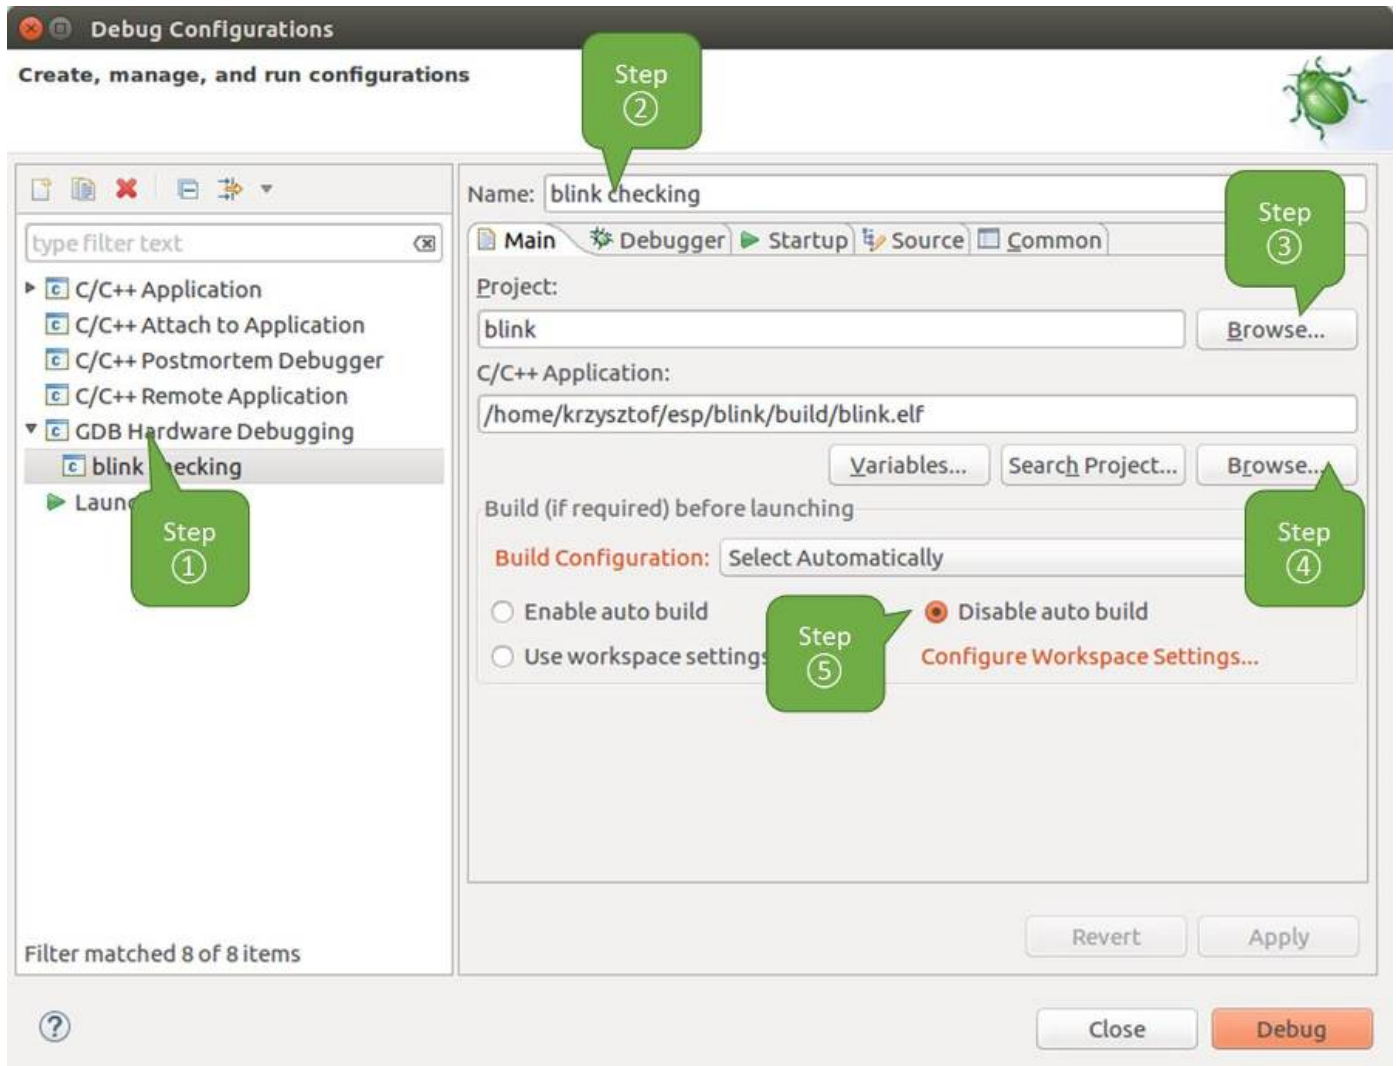 Debug Configurations
Create, manage, and run configurations
Step
②
Name: blink checking
Step
③
type filter text
Main Debugger Startup Source Common
C/C++ Application
C/C++ Attach to Application
C/C++ Postmortem Debugger
C/C++ Remote Application
GDB Hardware Debugging
blink checking
Project:
blink
Browse...
C/C++ Application:
/home/krzysztof/esp/blink/build/blink.elf
Variables... Search Project... Browse...
Step
①
Build (if required) before launching
Step
④
Build Configuration: Select Automatically
Enable auto build
Disable auto build
Step
⑤
Use workspace settings
Configure Workspace Settings...
Revert Apply
Filter matched 8 of 8 items
Close Debug